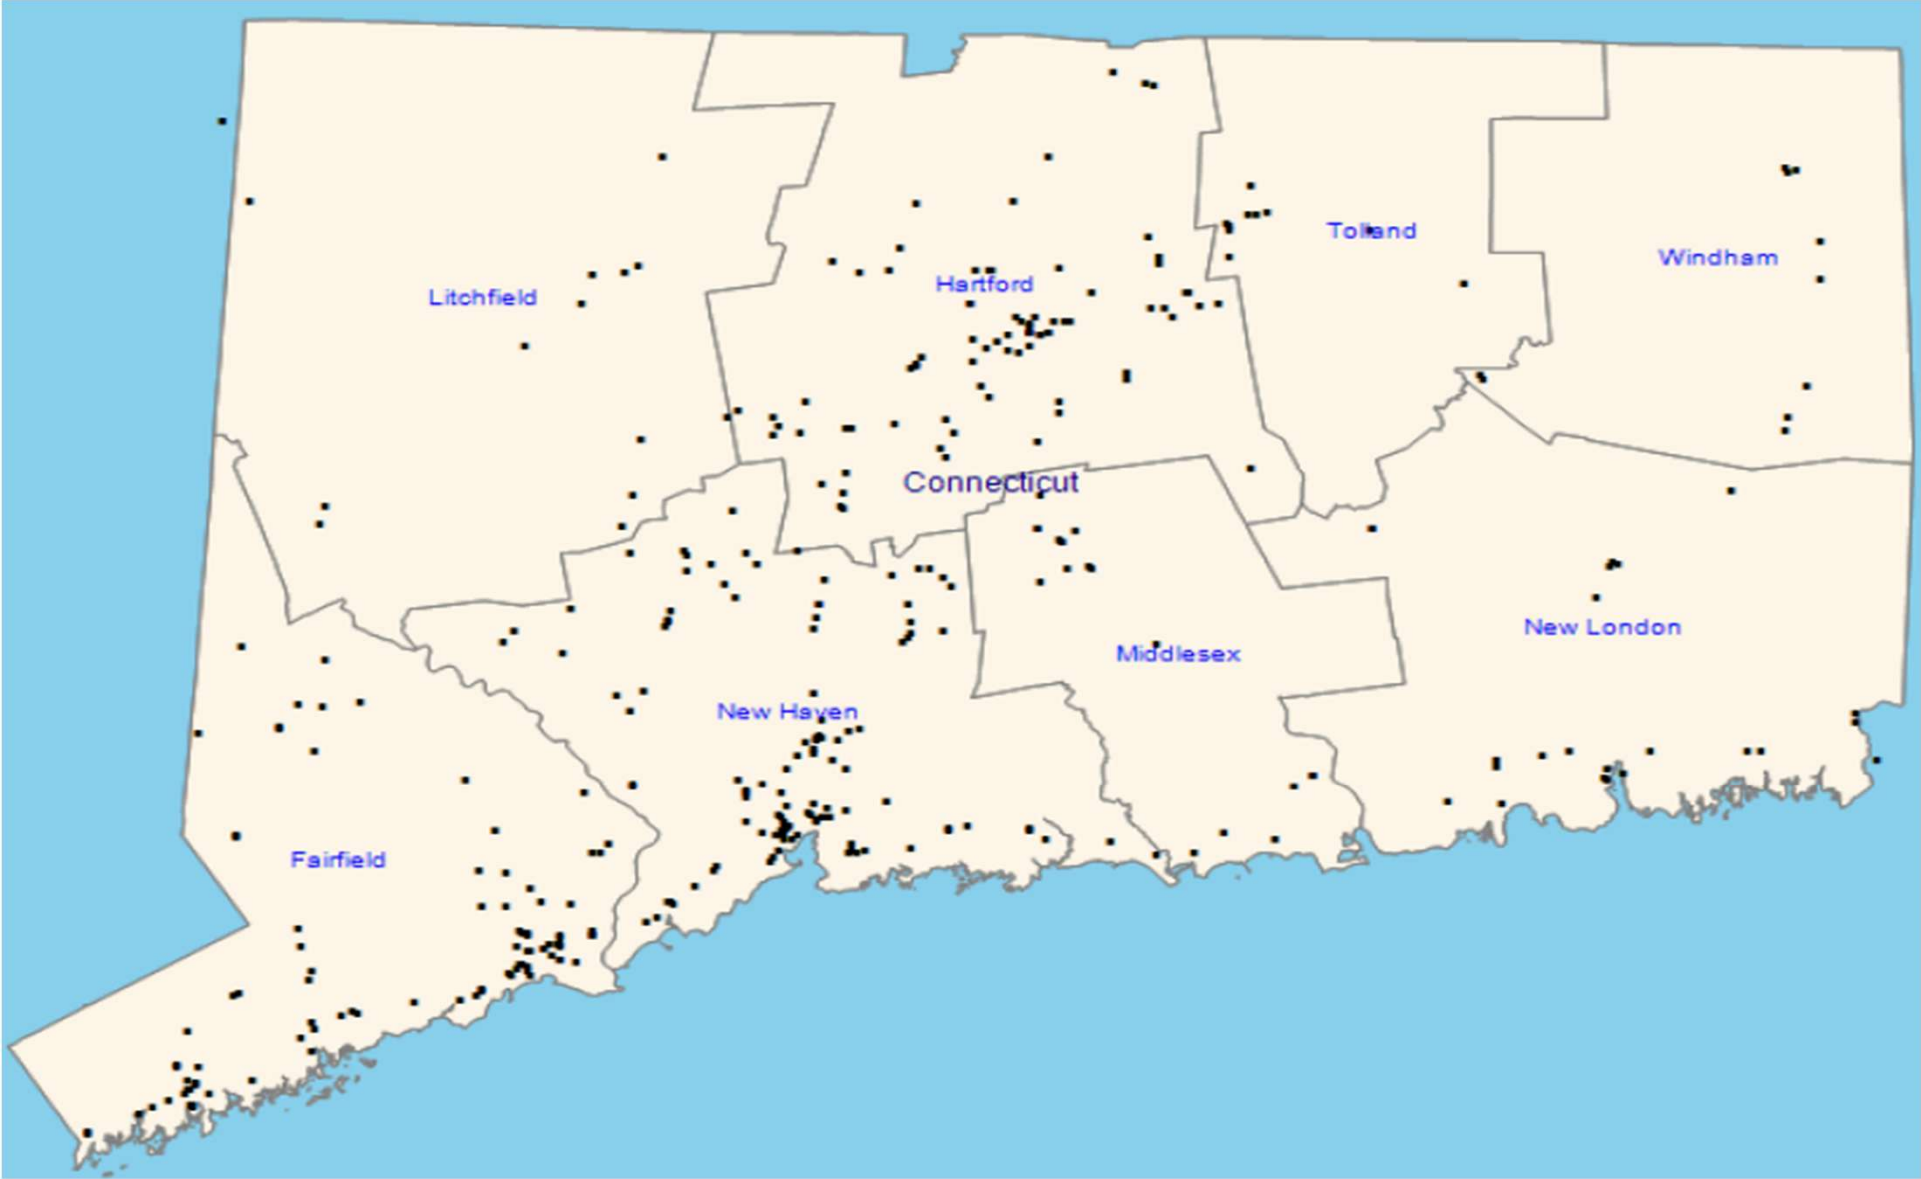 Tolland
Windham
Hartford
Litchfield
Connecticut
New London
Middlesex
New Haven
Fairfield